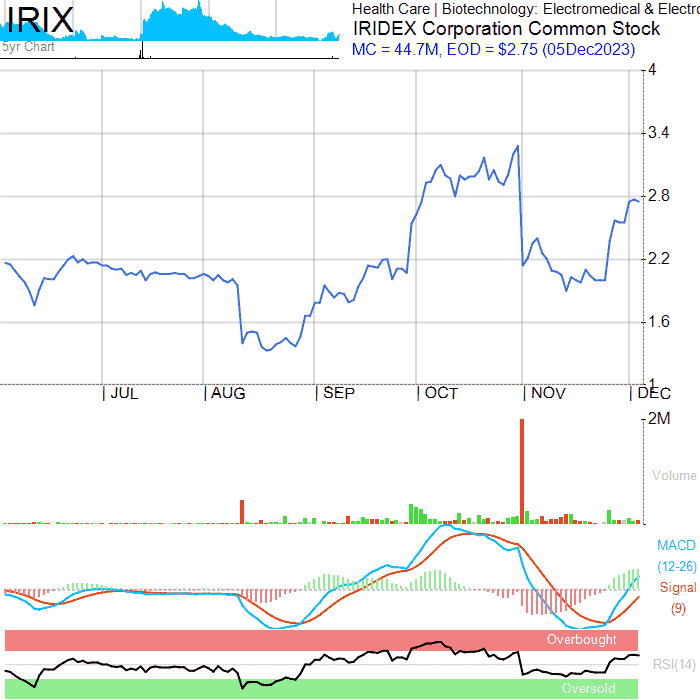 IRIX
5yr Chart
Health Care | Biotechnology: Electromedical & Electro
IRIDEX Corporation Common Stock
MC = 44.7M, EOD = $2.75 (05Dec2023)
4
3.4
2.8
2.2
1.6
1
| JUL | AUG | SEP | OCT | NOV | DEC
2M
Volume
MACD
(12-26)
Signal
(9)
Overbought
RSI(14)
Oversold